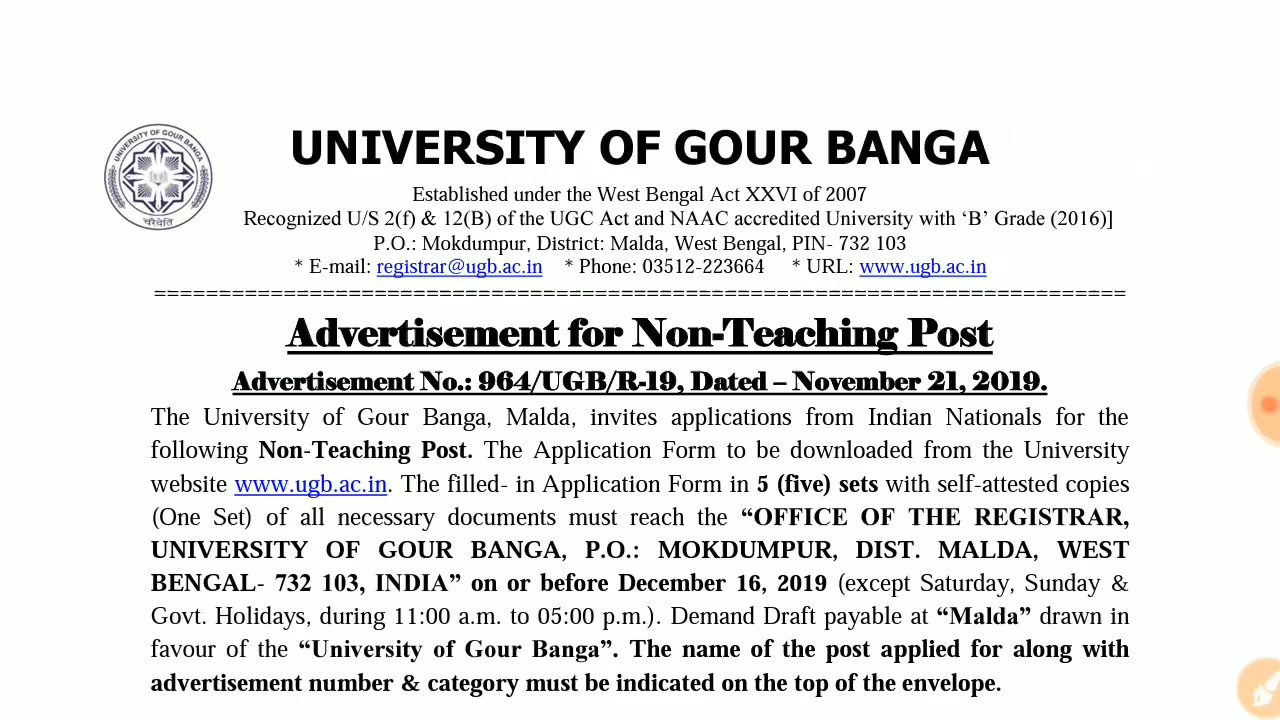 UNIVERSITY OF GOUR BANGA
UNIVERSITY OF GOUR BANGA
चरैवेति
Established under the West Bengal Act XXVI of 2007
Recognized U/S 2(f) & 12(B) of the UGC Act and NAAC accredited University with ‘B’ Grade (2016)]
P.O.: Mokdumpur, District: Malda, West Bengal, PIN- 732 103
* E-mail: registrar@ugb.ac.in * Phone: 03512-223664 * URL: www.ugb.ac.in
===========================================================================
Advertisement for Non-Teaching Post
Advertisement No.: 964/UGB/R-19, Dated – November 21, 2019.
The University of Gour Banga, Malda, invites applications from Indian Nationals for the
following Non-Teaching Post. The Application Form to be downloaded from the University
website www.ugb.ac.in. The filled- in Application Form in 5 (five) sets with self-attested copies
(One Set) of all necessary documents must reach the “OFFICE OF THE REGISTRAR,
UNIVERSITY OF GOUR BANGA, P.O.: MOKDUMPUR, DIST. MALDA, WEST
BENGAL- 732 103, INDIA” on or before December 16, 2019 (except Saturday, Sunday &
Govt. Holidays, during 11:00 a.m. to 05:00 p.m.). Demand Draft payable at “Malda” drawn in
favour of the “University of Gour Banga”. The name of the post applied for along with
advertisement number & category must be indicated on the top of the envelope.